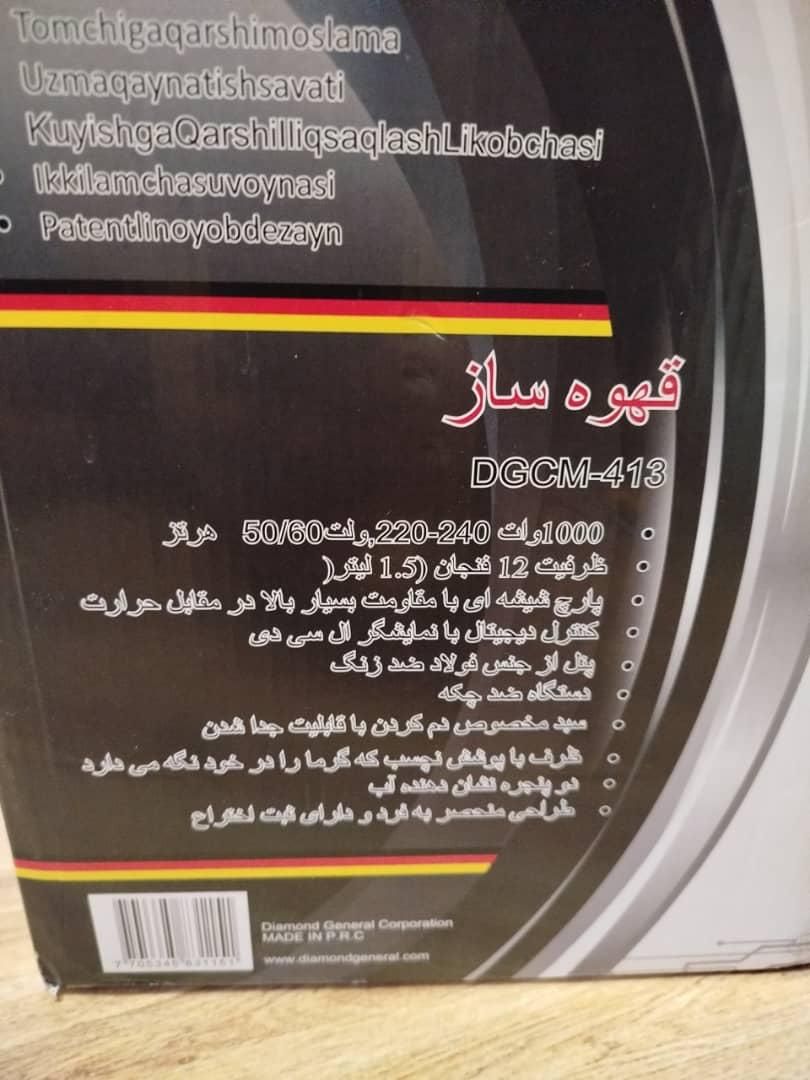 Tomchigaqarshimoslama
Uzmaqaynatishsavati
KuyishgaQarshilliqsaqlashLikobchasi
• Ikkilamchasuvoynasi
• Patentlinoyobdezayn
قهوه ساز
DGCM-413
• 1000وات 240-220,ولت50/60 هرتز
• ظرفیت 12 فنجان (1.5 لیتر(
• پارچ شیشه ای با مقاومت بسیار بالا در مقابل حرارت
• کنترل دیجیتال با نمایشگر ال سی دی
• پنل از جنس فولاد ضد زنگ
• دستگاه ضد چکه
• سبد مخصوص دم کردن با قابلیت جدا شدن
• ظرف با پوشش نچسب که گرما را در خود نگه می دارد
• دو پنجره نشان دهنده آب
• طراحی منحصر به فرد و دارای ثبت اختراع
Diamond General Corporation
MADE IN P.R.C
www.diamondgeneral.com